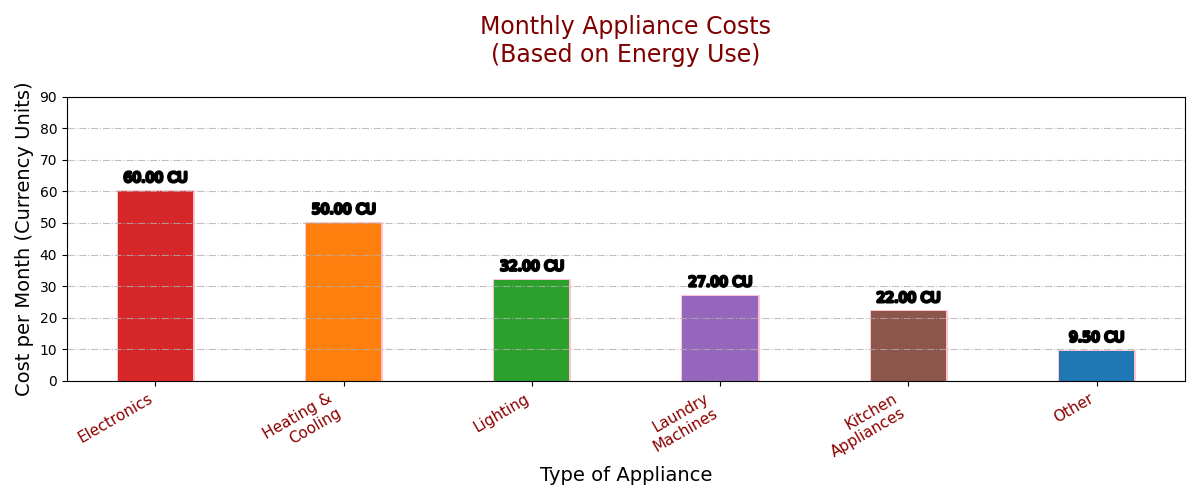 Monthly Appliance Costs
(Based on Energy Use)
Cost per Month (Currency Units)
90
80
70
60
50
40
30
20
10
0
60.00 CU
50.00 CU
32.00 CU
27.00 CU
22.00 CU
9.50 CU
Electronics
Heating &
Cooling
Lighting
Laundry
Machines
Kitchen
Appliances
Other
Type of Appliance